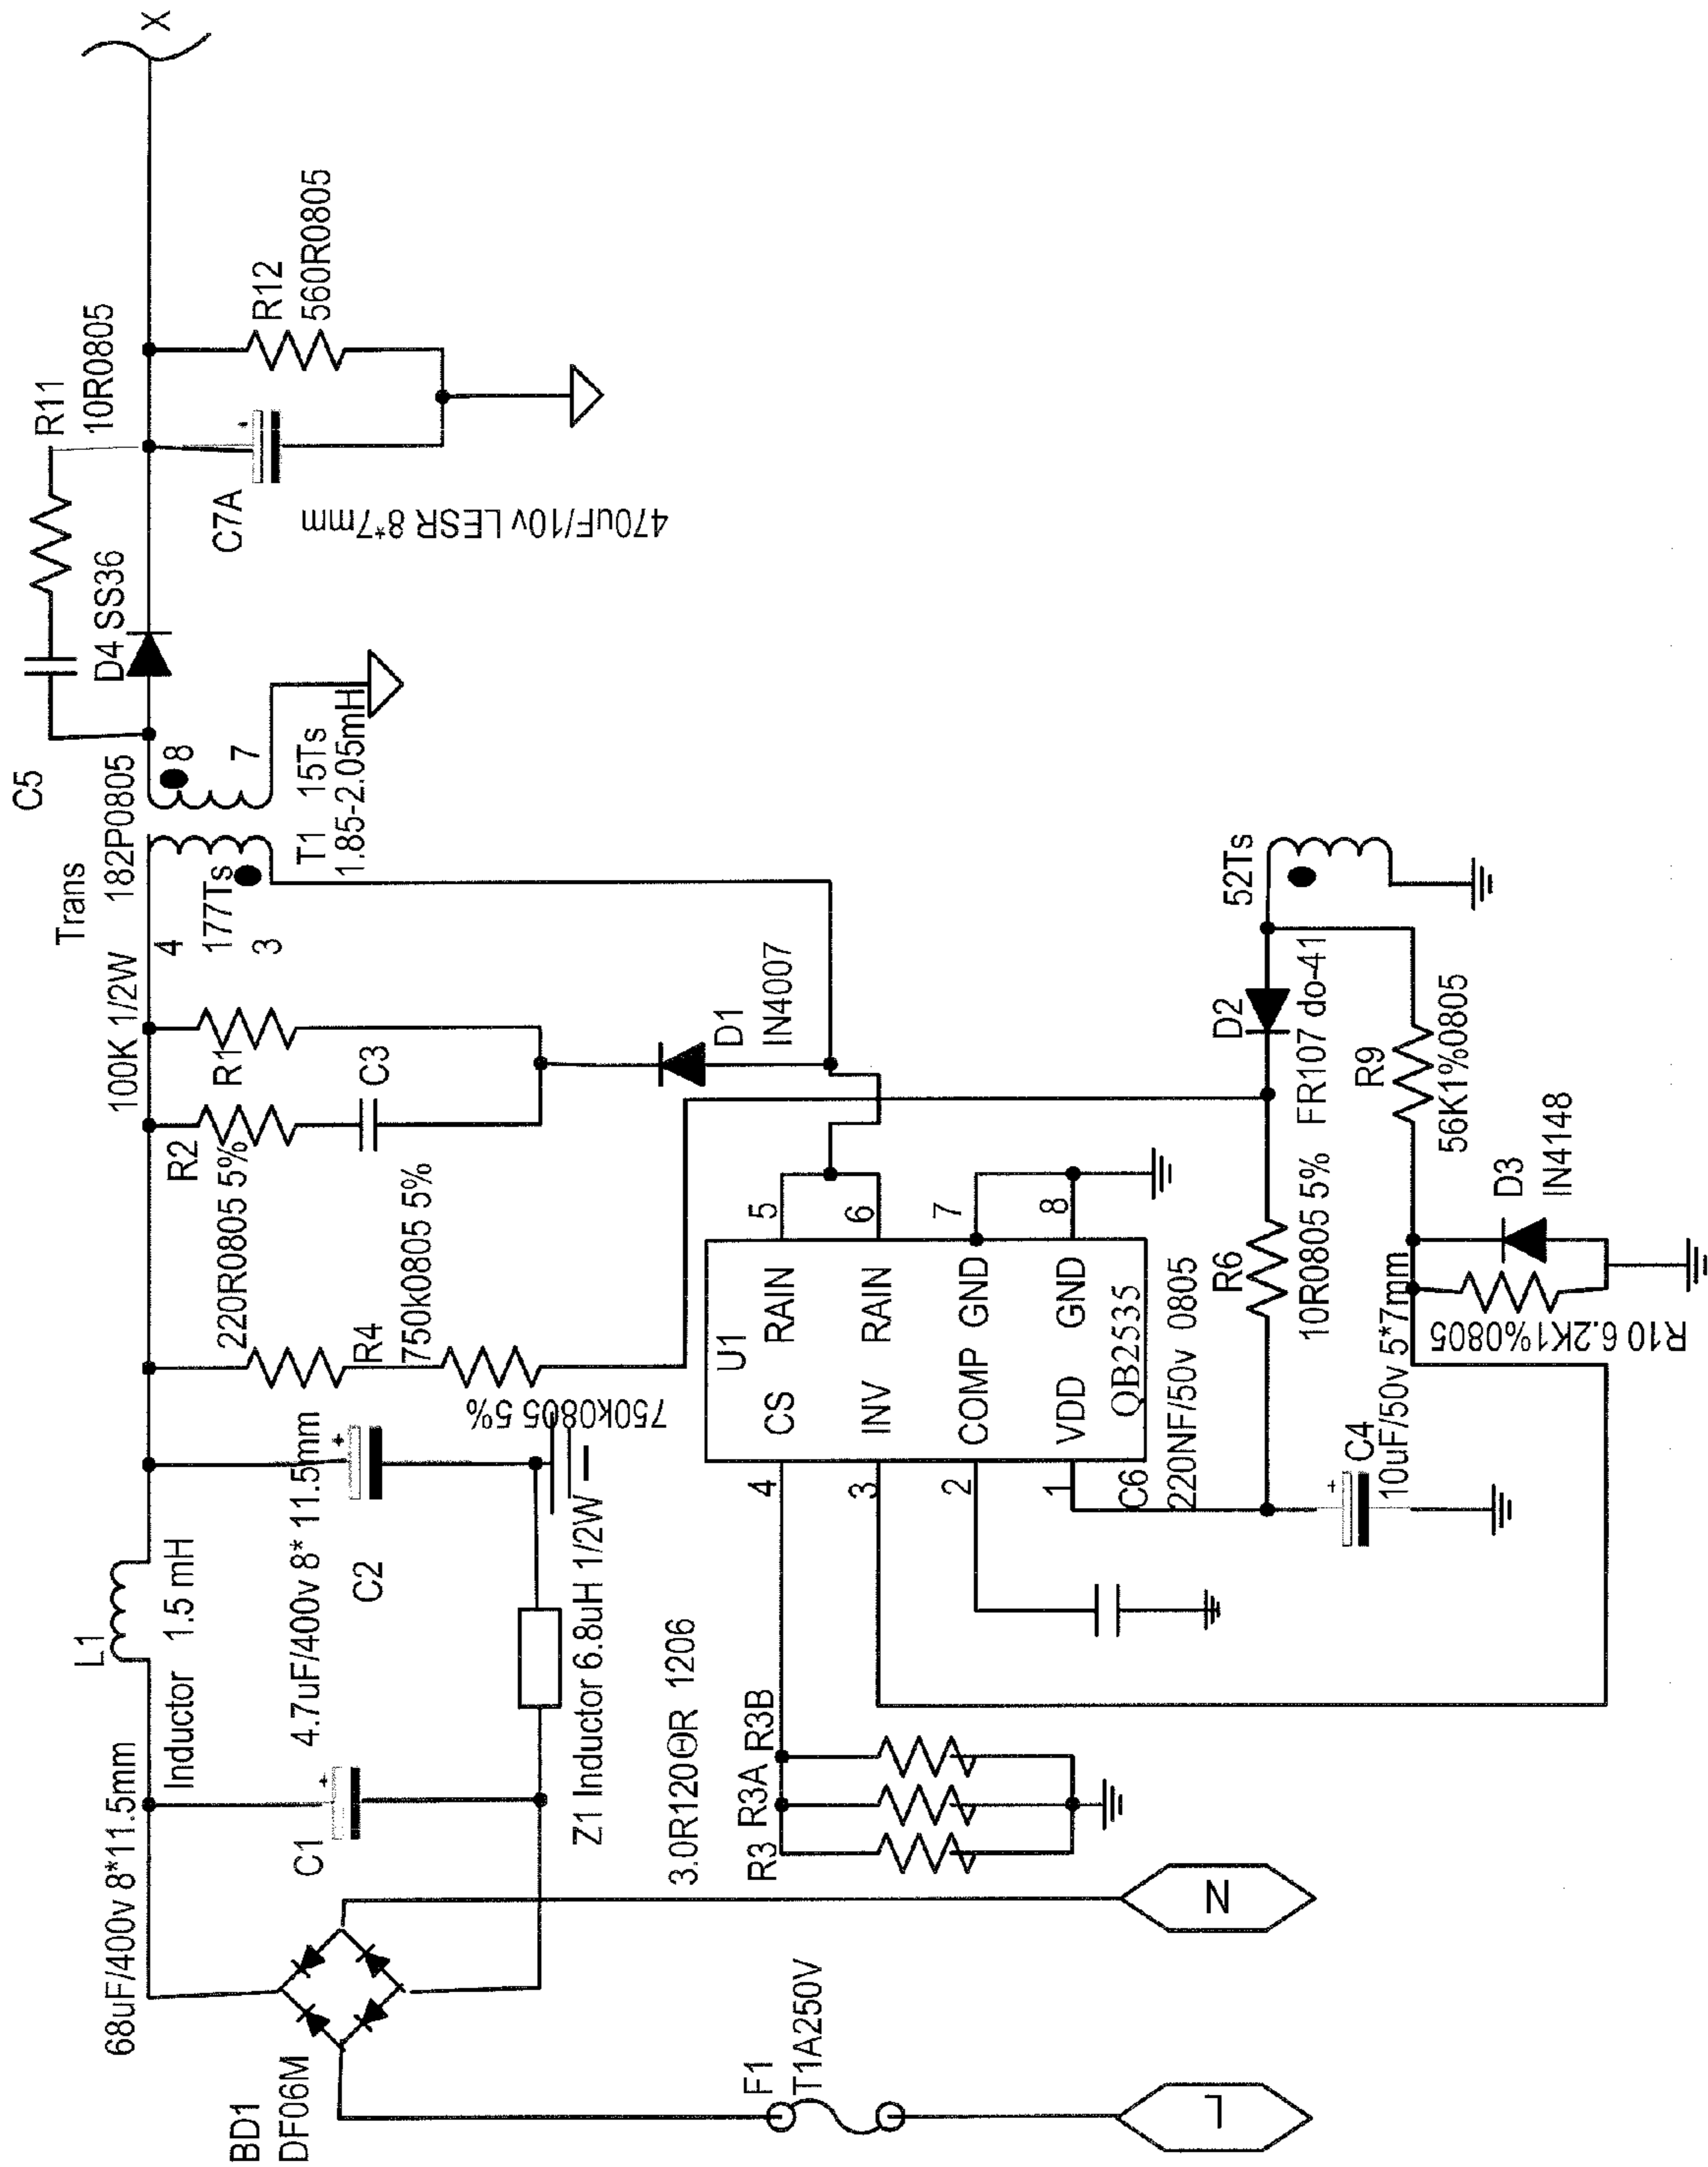 BD1
DF06M
F1
T1A250V
L
N
68uF/400v 8*11.5mm
C1
L1
Inductor 1.5 mH
4.7uF/400v 8* 11.5mm
C2
Z1 Inductor 6.8uH 1/2W
3.0R120ΘR 1206
R3 R3A R3B
R2
220R0805 5%
R4
750k0805 5%
750k0805 5%
100K 1/2W
R1
C3
D1
IN4007
Trans
182P0805
4
177Ts
3
8
7
T1 15Ts
1.85-2.05mH
C5
D4 SS36
R11
10R0805
C7A
470uF/10v LESR 8*7mm
R12
560R0805
X
U1
4 CS RAIN 5
3 INV RAIN 6
2 COMP GND 7
1 VDD GND 8
QB2535
C6
220NF/50v 0805
R6
10R0805 5%
D2
FR107 do-41
52Ts
R9
56K1%0805
D3
IN4148
C4
10uF/50v 5*7mm
R10 6.2K1%0805